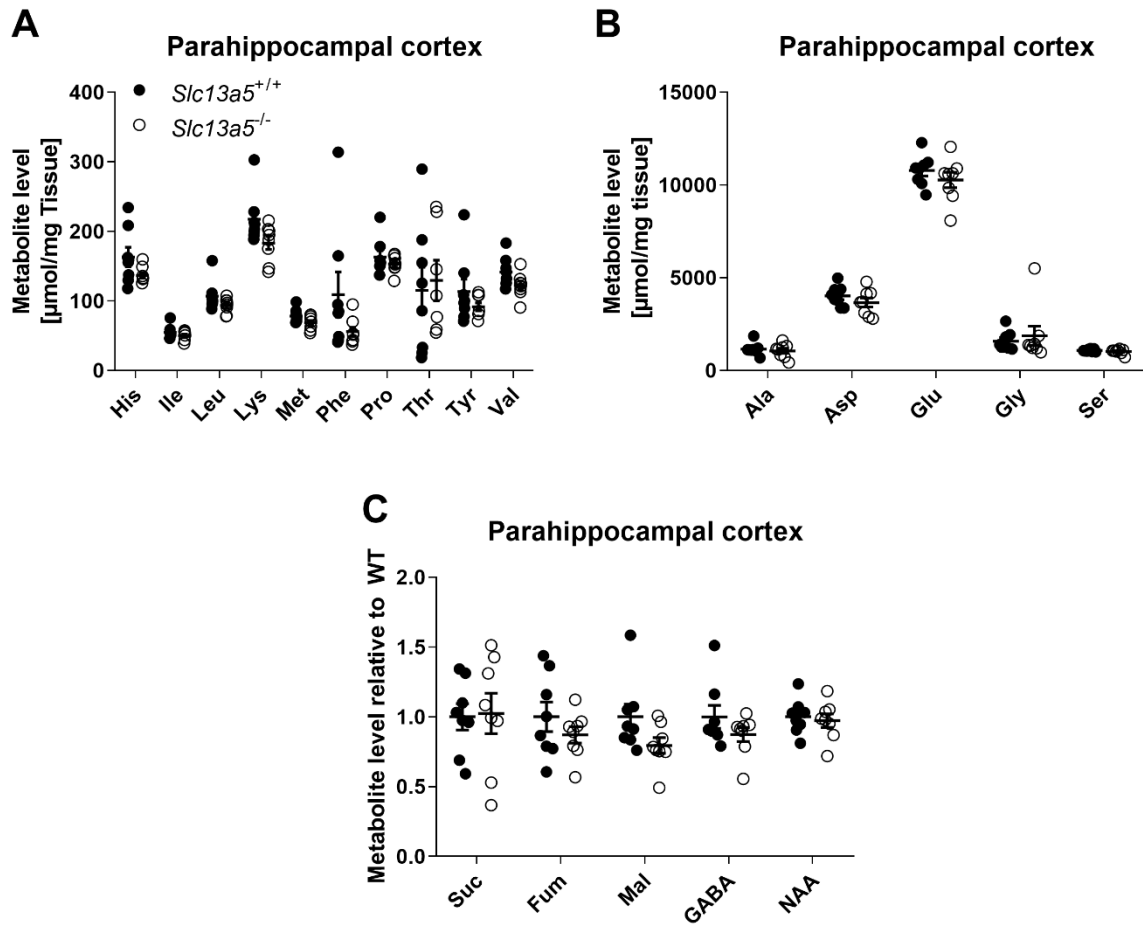 A
Parahippocampal cortex
Slc13a5+/+
Slc13a5-/-
Metabolite level
[µmol/mg Tissue]
400
300
200
100
0
His Ile Leu Lys Met Phe Pro Thr Tyr Val
B
Parahippocampal cortex
Metabolite level
[µmol/mg tissue]
15000
10000
5000
0
Ala Asp Glu Gly Ser
C
Parahippocampal cortex
Metabolite level relative to WT
2.0
1.5
1.0
0.5
0.0
Suc Fum Mal GABA NAA